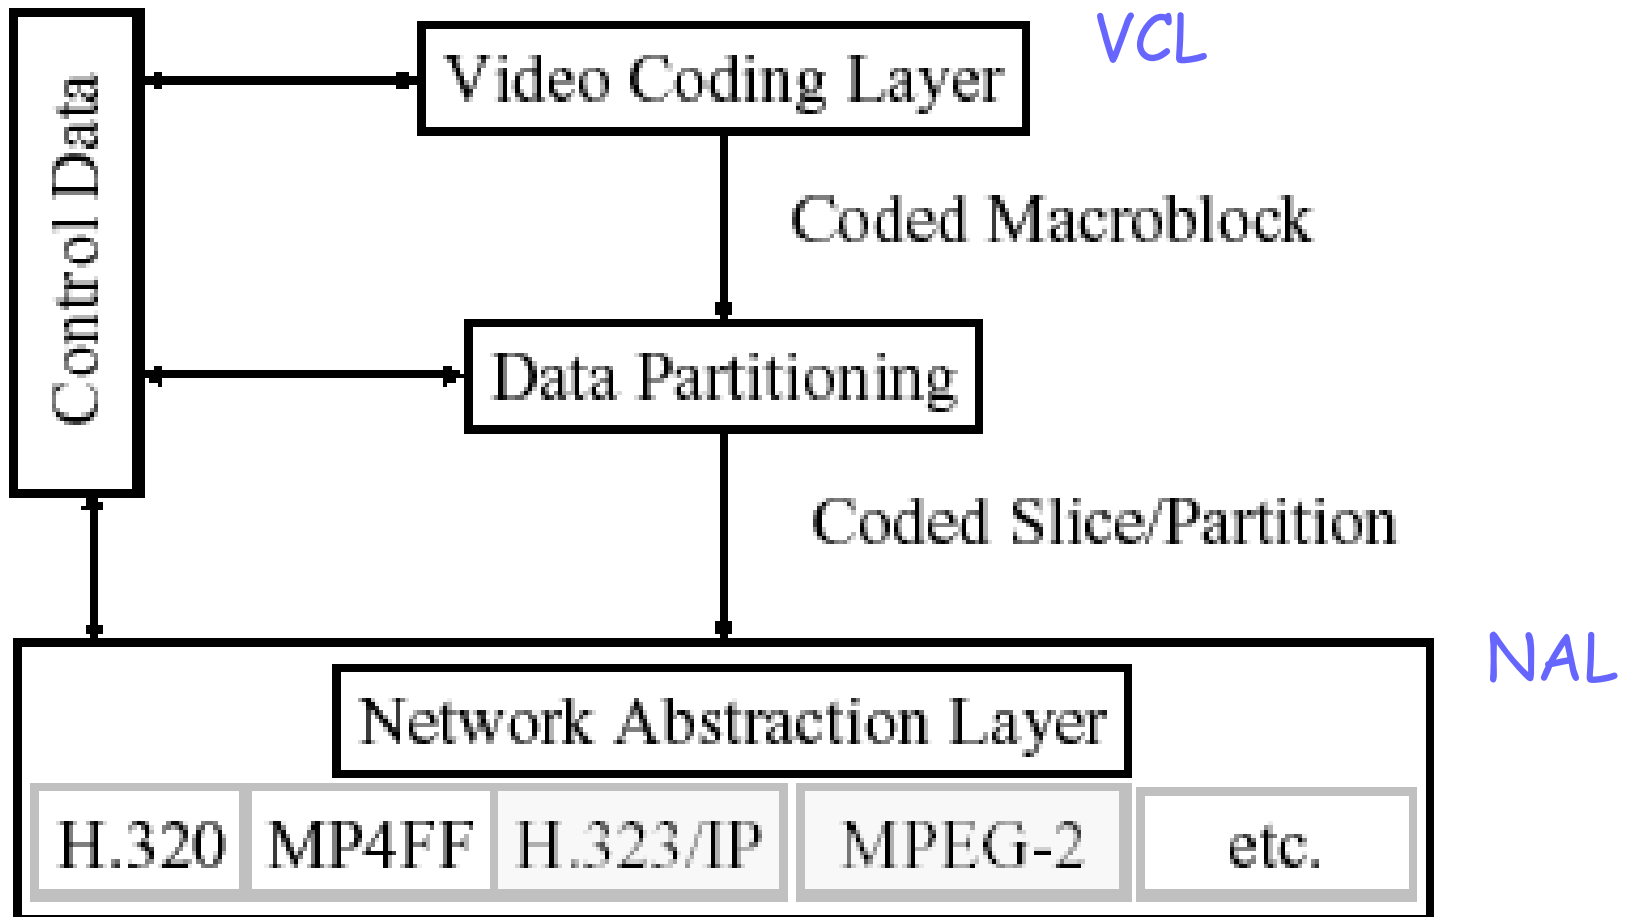 VCL
Video Coding Layer
Control Data
Coded Macroblock
Data Partitioning
Coded Slice/Partition
NAL
Network Abstraction Layer
H.320 MP4FF H.323/IP MPEG-2 etc.